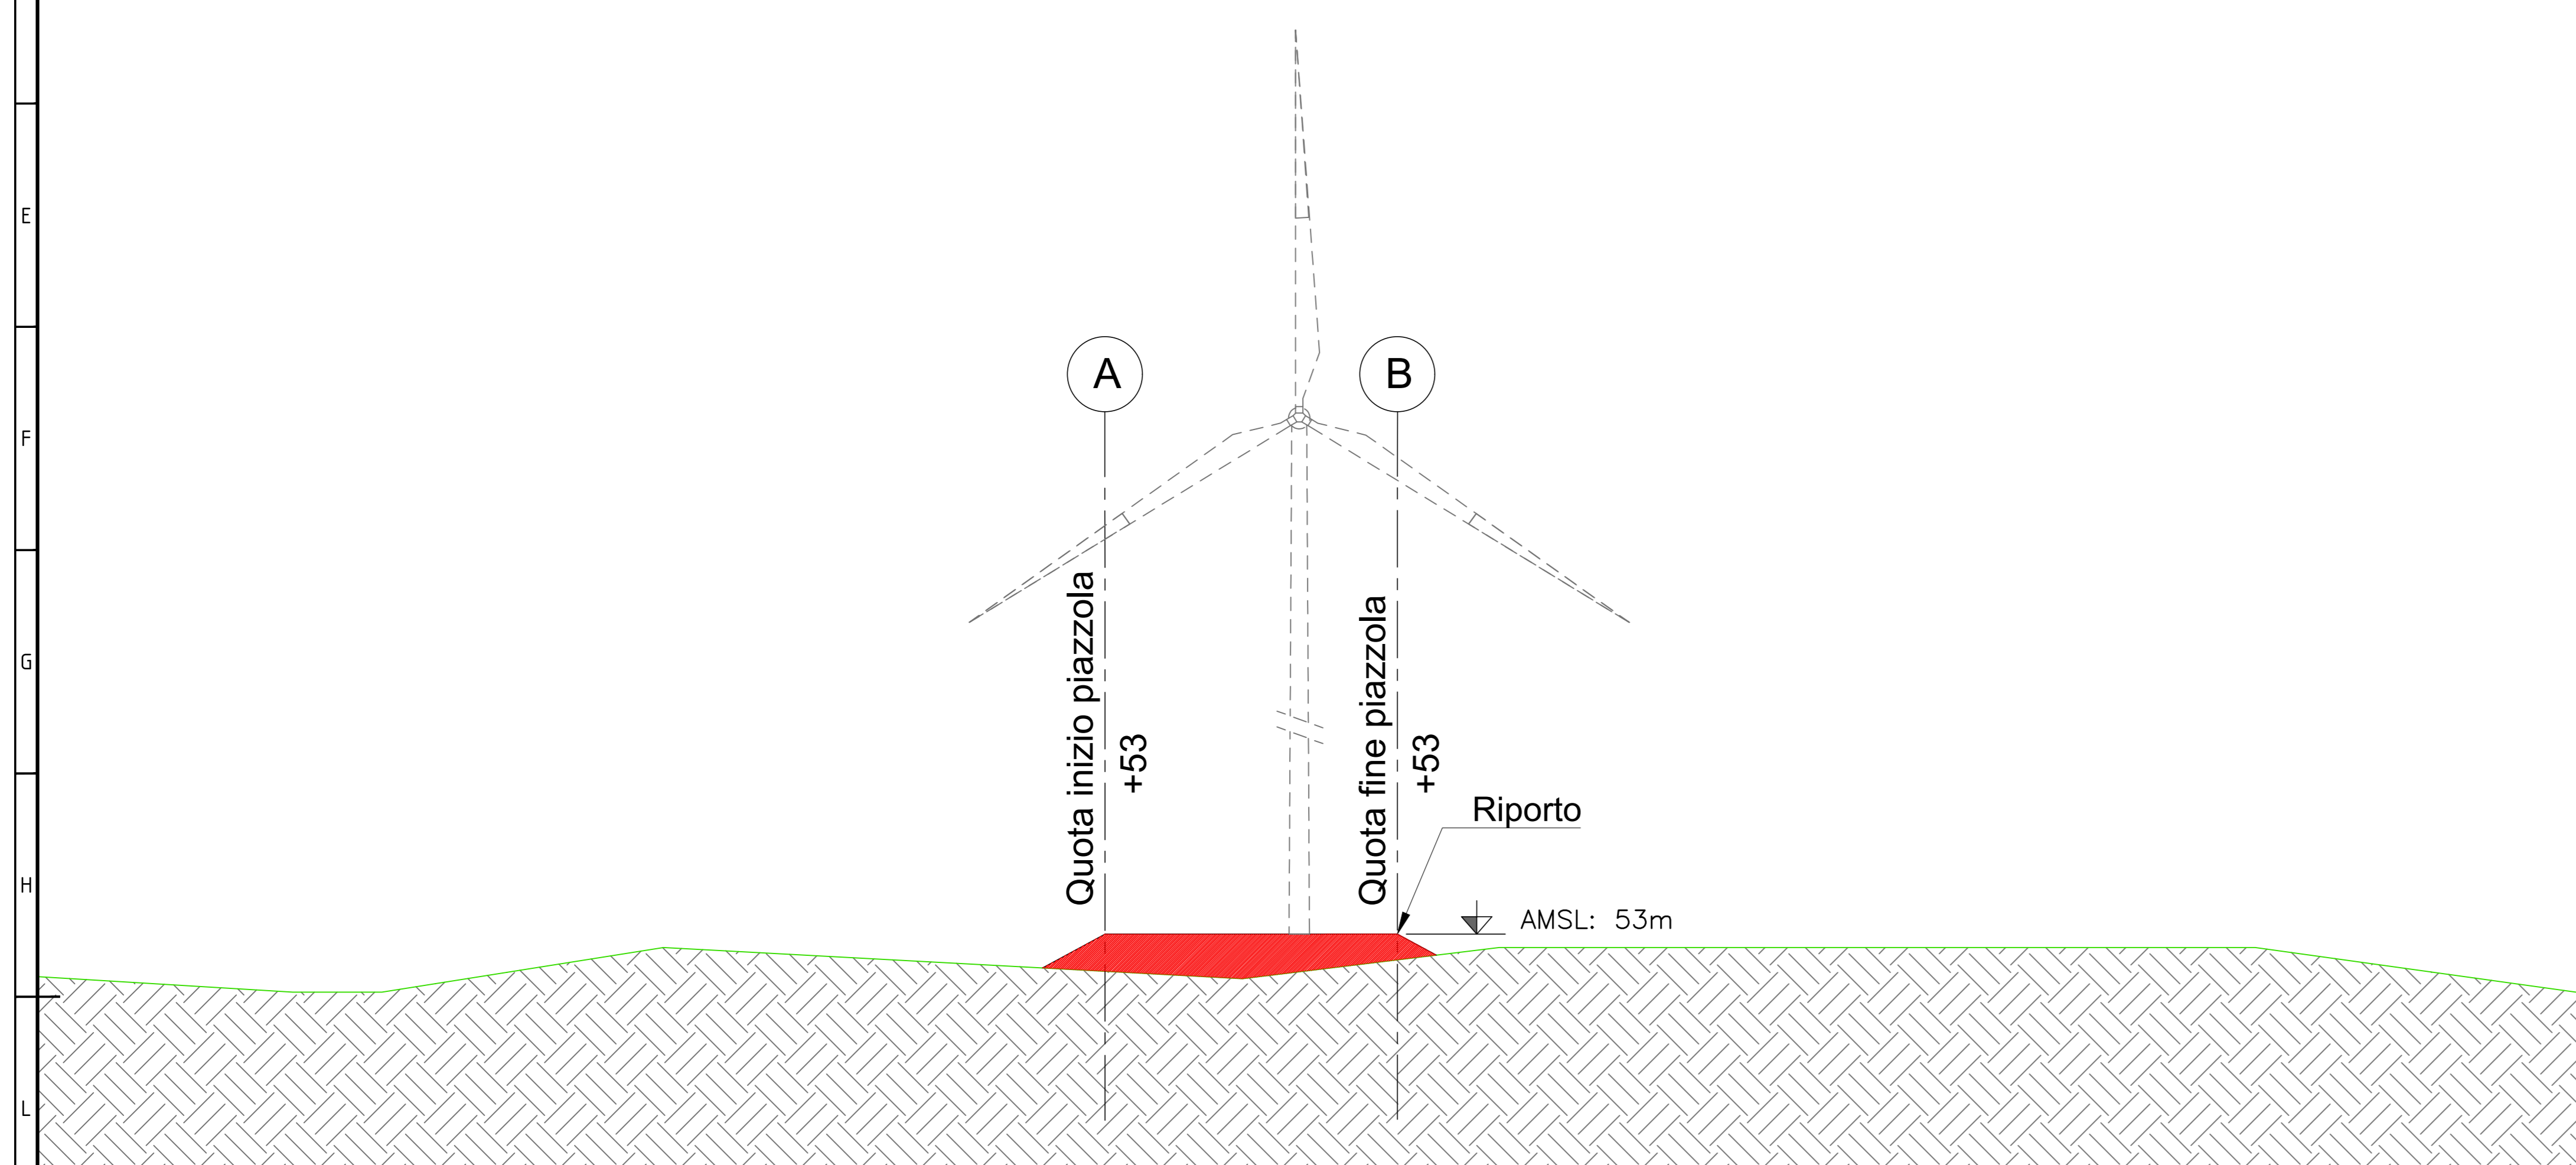 E
F
G
H
L
A
B
Quota inizio piazzola
+53
Quota fine piazzola
+53
Riporto
AMSL: 53m